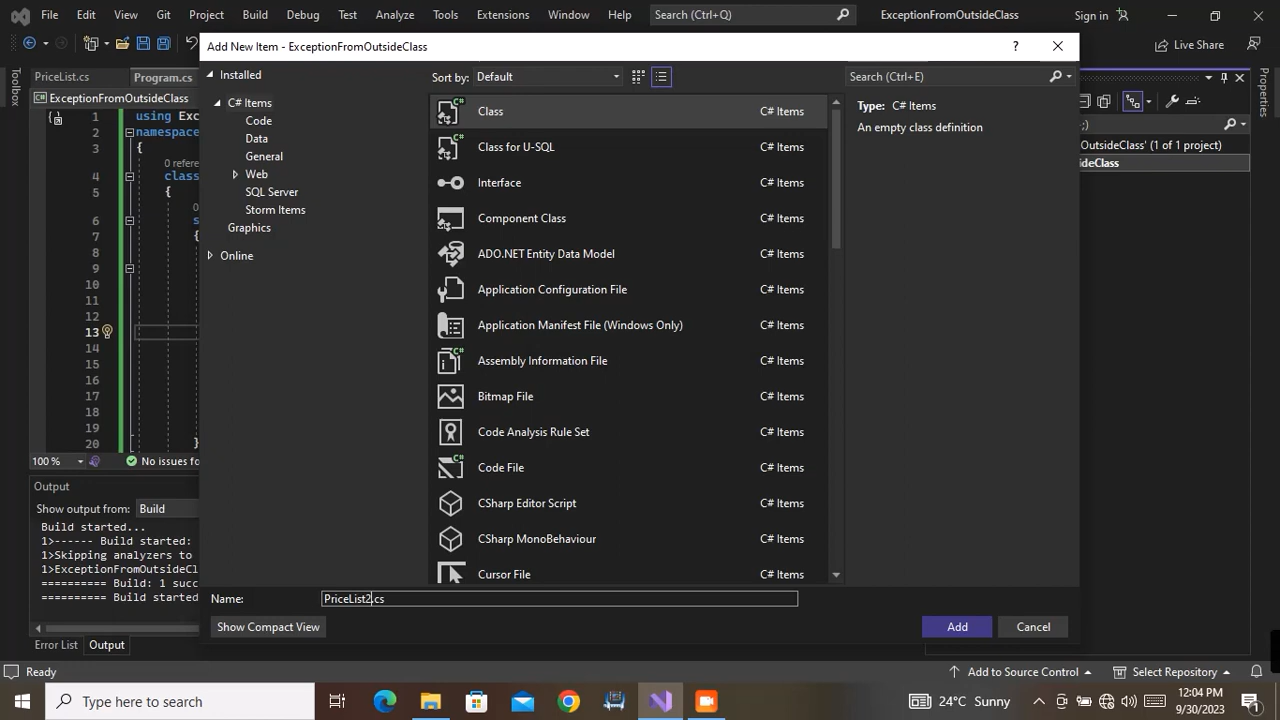 File Edit View Git Project Build Debug Test Analyze Tools Extensions Window Help Search (Ctrl+Q) ExceptionFromOutsideClass Sign in
Live Share
Add New Item - ExceptionFromOutsideClass
PriceList.cs Program.cs
Installed
Sort by: Default
Search (Ctrl+E)
Toolbox
Properties
ExceptionFromOutsideClass
C# Items
Code
Data
General
Web
SQL Server
Storm Items
Graphics
Online
Class C# Items
Class for U-SQL C# Items
Interface C# Items
Component Class C# Items
ADO.NET Entity Data Model C# Items
Application Configuration File C# Items
Application Manifest File (Windows Only) C# Items
Assembly Information File C# Items
Bitmap File C# Items
Code Analysis Rule Set C# Items
Code File C# Items
CSharp Editor Script C# Items
CSharp MonoBehaviour C# Items
Cursor File C# Items
Type: C# Items
An empty class definition
;)
OutsideClass' (1 of 1 project)
ideClass
1 using Exc
2 namespace
3 {
0 refere
4 class
5 {
0
6 s
7 {
8
9
10
11
12
13
14
15
16
17
18
19
20 }
100 % No issues fo
Output
Show output from: Build
Build started...
1>------ Build started:
1>Skipping analyzers to
1>ExceptionFromOutsideCl
========== Build: 1 succ
========== Build started
Name: PriceList2.cs
Show Compact View
Add Cancel
Error List Output
Ready
Add to Source Control Select Repository
Type here to search
24°C Sunny
12:04 PM
9/30/2023
1